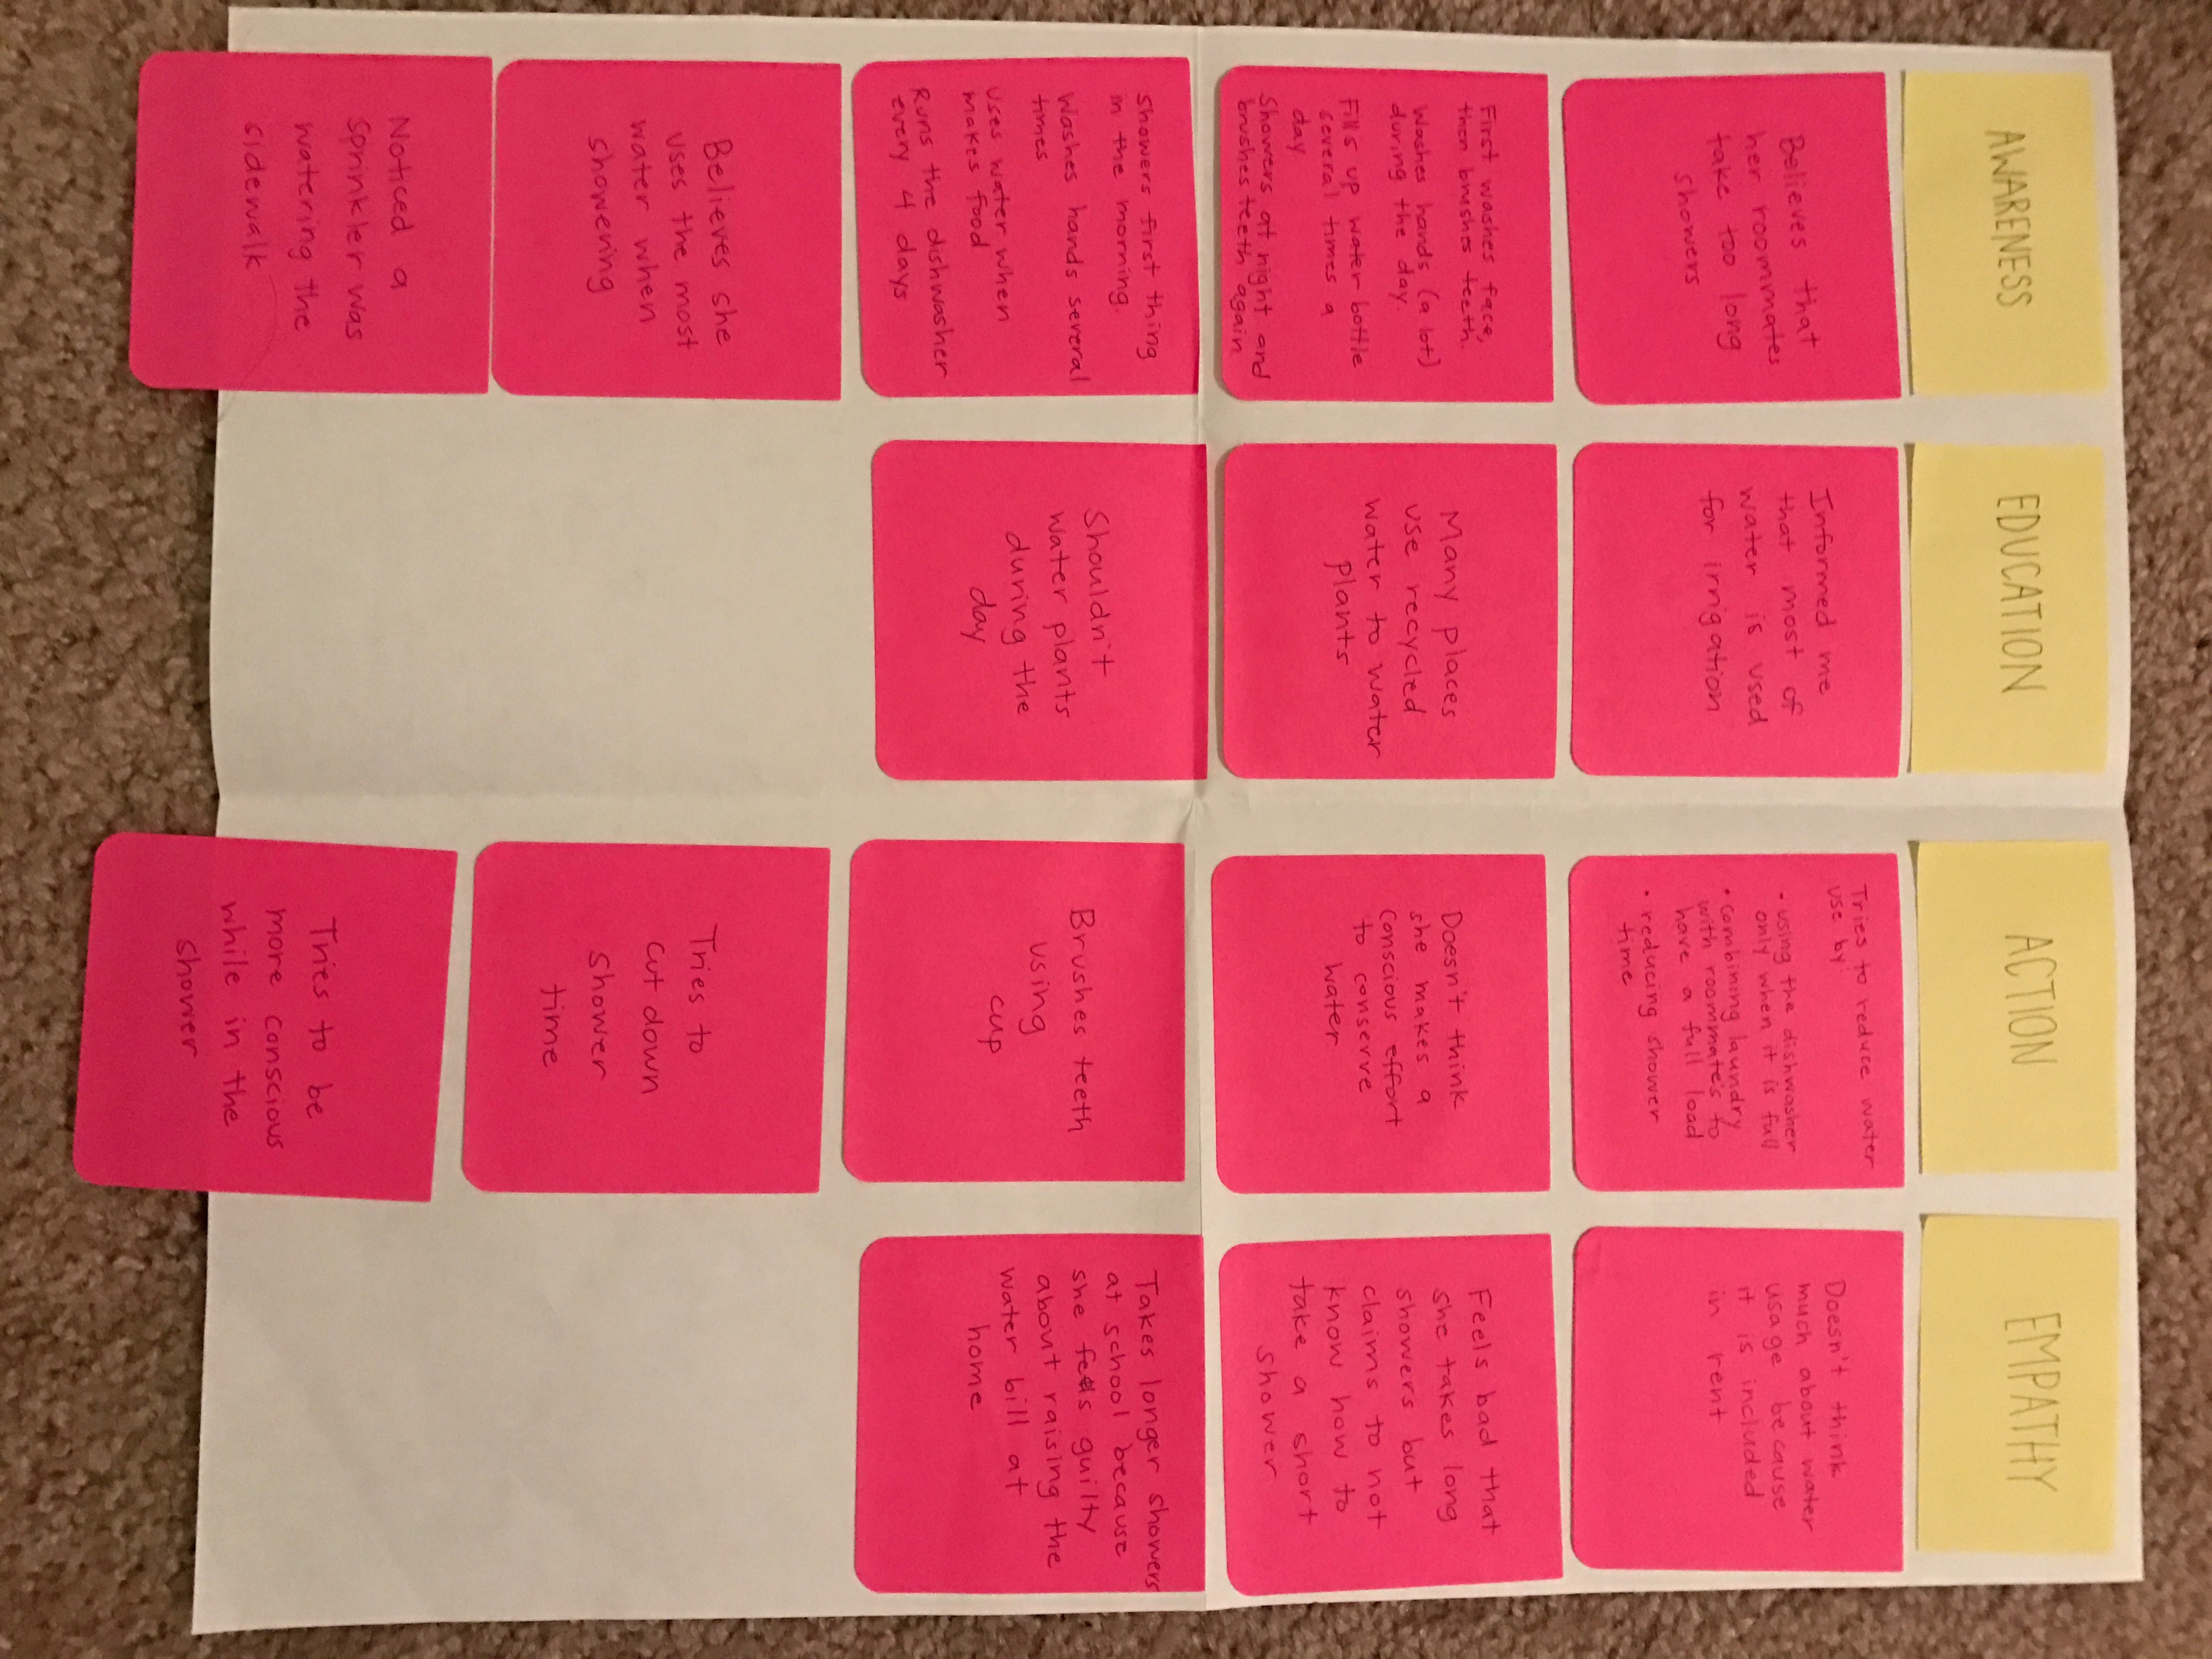 AWARENESS
Believes that
her roommates
take too long
showers
First washes face,
then brushes teeth.
Washes hands (a lot)
during the day.
Fills up water bottle
several times a
day
Showers at night and
brushes teeth again
Showers first thing
in the morning.
Washes hands several
times
Uses water when
makes food
Runs the dishwasher
every 4 days
Believes she
uses the most
water when
showering
Noticed a
sprinkler was
watering the
sidewalk
EDUCATION
Informed me
that most of
water is used
for irrigation
Many places
use recycled
water to water
plants
Shouldn't
water plants
during the
day
ACTION
Tries to reduce water
use by:
• using the dishwasher
only when it is full
• combining laundry
with roommate's to
have a full load
• reducing shower
time
Doesn't think
she makes a
conscious effort
to conserve
water
Brushes teeth
using
cup
Tries to
cut down
shower
time
Tries to be
more conscious
while in the
shower
EMPATHY
Doesn't think
much about water
usage because
it is included
in rent
Feels bad that
she takes long
showers but
claims to not
know how to
take a short
shower
Takes longer showers
at school because
she feels guilty
about raising the
water bill at
home